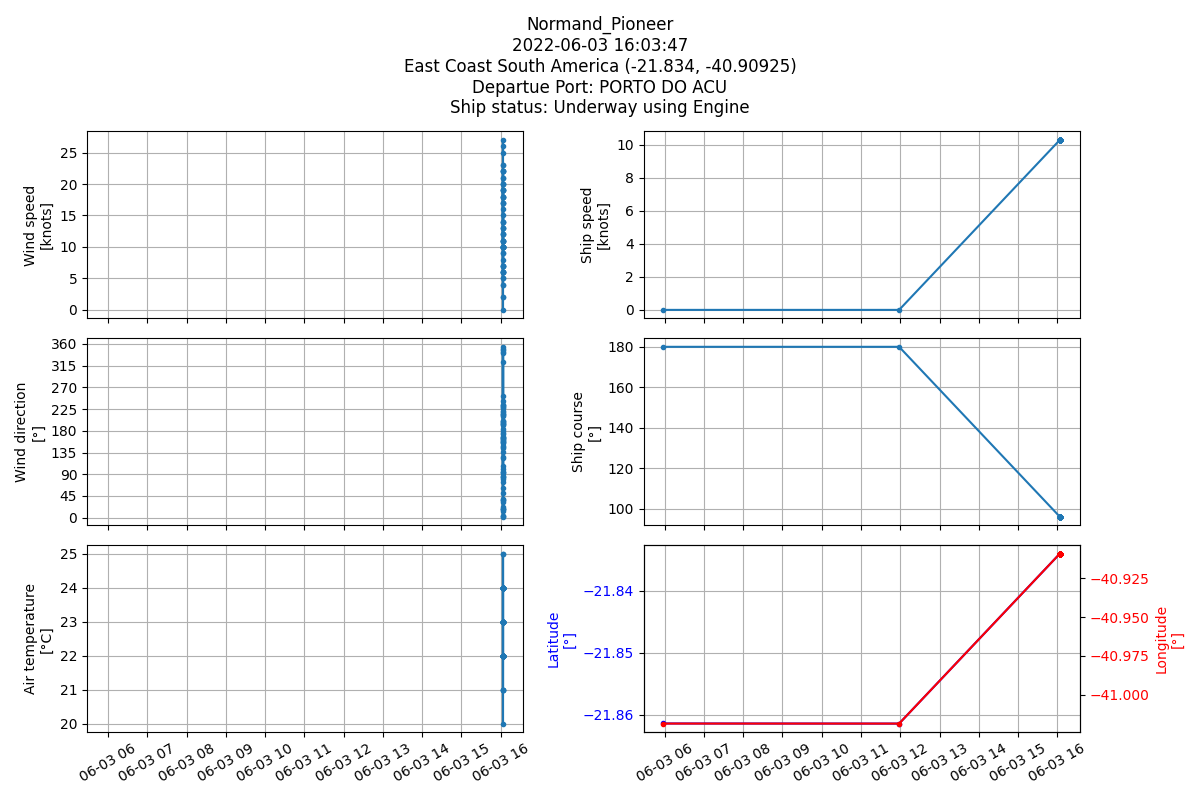 Normand_Pioneer
2022-06-03 16:03:47
East Coast South America (-21.834, -40.90925)
Departue Port: PORTO DO ACU
Ship status: Underway using Engine
Wind speed
[knots]
25
20
15
10
5
0
Ship speed
[knots]
10
8
6
4
2
0
Wind direction
[°]
360
315
270
225
180
135
90
45
0
Ship course
[°]
180
160
140
120
100
Air temperature
[°C]
25
24
23
22
21
20
06-03 06 06-03 07 06-03 08 06-03 09 06-03 10 06-03 11 06-03 12 06-03 13 06-03 14 06-03 15 06-03 16
Latitude
[°]
−21.84
−21.85
−21.86
−40.925
−40.950
−40.975
−41.000
Longitude
[°]
06-03 06 06-03 07 06-03 08 06-03 09 06-03 10 06-03 11 06-03 12 06-03 13 06-03 14 06-03 15 06-03 16